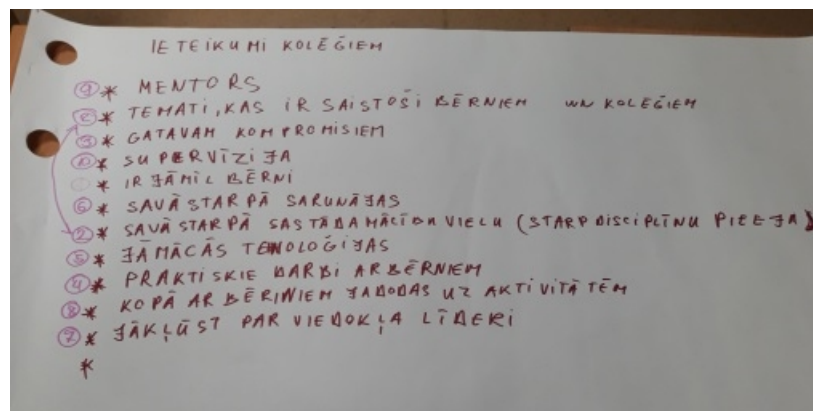 IETEIKUMI KOLĒĢIEM
9 * MENTORS
* TEMATI, KAS IR SAISTOŠI BĒRNIEM UN KOLĒĢIEM
3 * GATAVAM KOMPROMISIEM
10 * SUPERVĪZIJA
* IR JĀMĪL BĒRNI
6 * SAVĀ STARPĀ SARUNĀJAS
2 * SAVĀ STARPĀ SASTĀDA MĀCĪBU VIELU (STARPDISCIPLĪNU PIEEJA)
5 * JĀMĀCĀS TEHNOLOĢIJAS
4 * PRAKTISKIE DARBI AR BĒRNIEM
8 * KOPĀ AR BĒRINIEM JADODAS UZ AKTIVITĀTĒM
7 * JĀKĻŪST PAR VIEDOKĻA LĪDERI
*